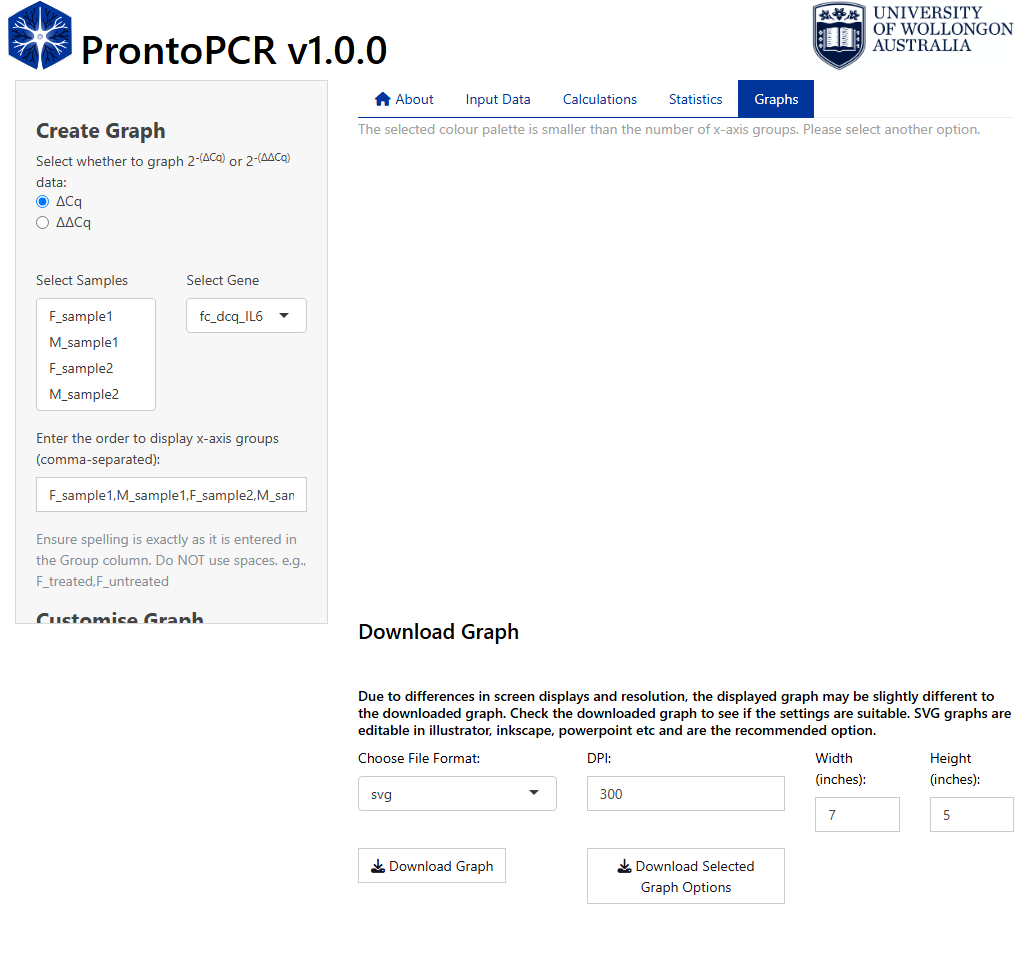 ProntoPCR v1.0.0
UNIVERSITY
OF WOLLONGONG
AUSTRALIA
About
Input Data
Calculations
Statistics
Graphs
Create Graph
Select whether to graph 2-(ΔCq) or 2-(ΔΔCq)
data:
ΔCq
ΔΔCq
Select Samples
Select Gene
F_sample1
M_sample1
F_sample2
M_sample2
fc_dcq_IL6
Enter the order to display x-axis groups
(comma-separated):
F_sample1,M_sample1,F_sample2,M_san
Ensure spelling is exactly as it is entered in
the Group column. Do NOT use spaces. e.g.,
F_treated,F_untreated
Customise Graph
The selected colour palette is smaller than the number of x-axis groups. Please select another option.
Download Graph
Due to differences in screen displays and resolution, the displayed graph may be slightly different to
the downloaded graph. Check the downloaded graph to see if the settings are suitable. SVG graphs are
editable in illustrator, inkscape, powerpoint etc and are the recommended option.
Choose File Format:
DPI:
Width
(inches):
Height
(inches):
svg
300
7
5
Download Graph
Download Selected
Graph Options